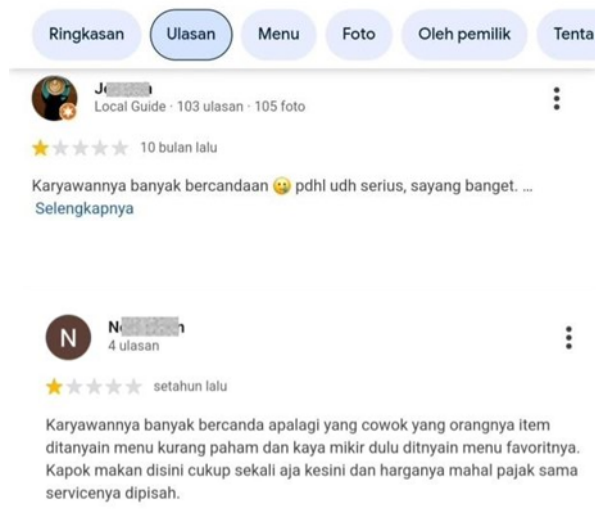 Ringkasan Ulasan Menu Foto Oleh pemilik Tenta
J
Local Guide · 103 ulasan · 105 foto
10 bulan lalu
Karyawannya banyak bercandaan 🥲 pdhl udh serius, sayang banget. ...
Selengkapnya
N
N
4 ulasan
setahun lalu
Karyawannya banyak bercanda apalagi yang cowok yang orangnya item
ditanyain menu kurang paham dan kaya mikir dulu ditnyain menu favoritnya.
Kapok makan disini cukup sekali aja kesini dan harganya mahal pajak sama
servicenya dipisah.